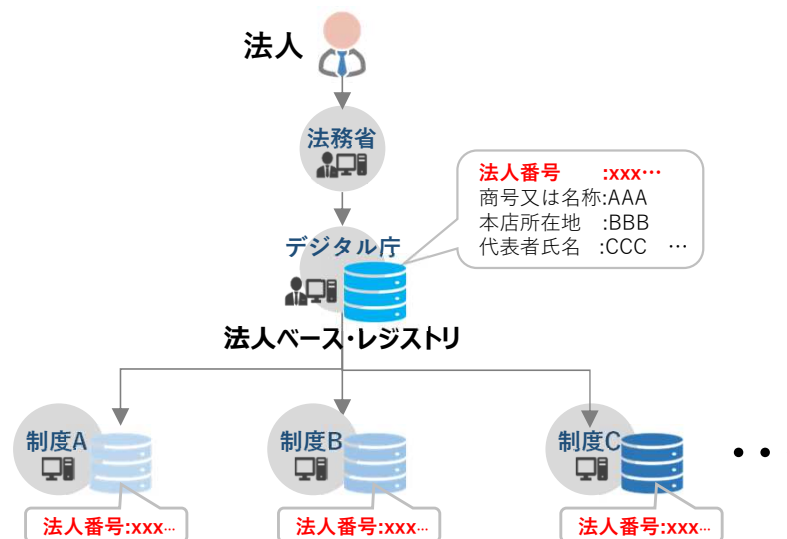 法人
法務省
法人番号　　:xxx…
商号又は名称:AAA
本店所在地　:BBB
代表者氏名　:CCC　…
デジタル庁
法人ベース・レジストリ
制度A
制度B
制度C
・・
法人番号:xxx…
法人番号:xxx…
法人番号:xxx…